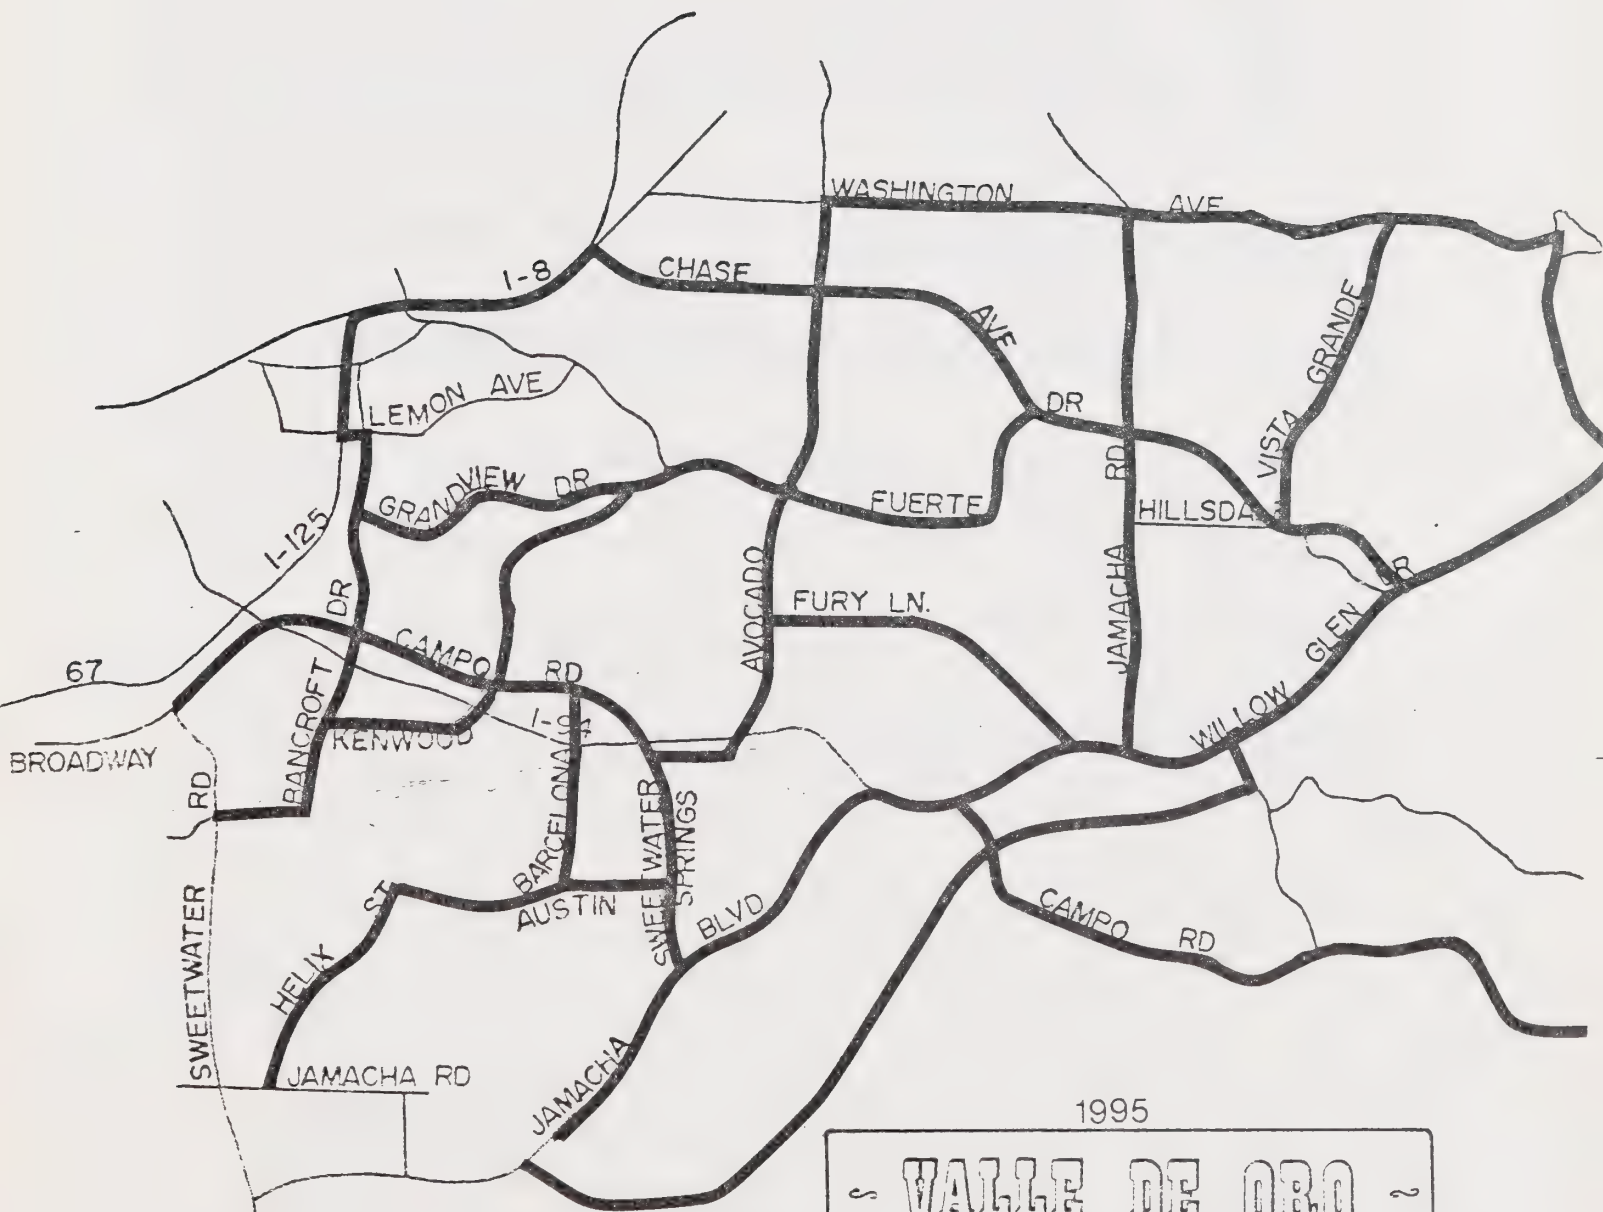 WASHINGTON AVE
I-8
CHASE AVE
GRANDE
VISTA
LEMON AVE
DR
RD
GRANDVIEW DR
FUERTE
HILLSDA
I-125
DR
DR
AVOCADO
FURY LN.
JAMACHA
GLEN
67
CAMPO RD
BANCROFT
WILLOW
I-94
BROADWAY
KENWOOD
RD
BARCELONA
SWEETWATER
SPRINGS
ST
AUSTIN
BLVD
CAMPO RD
SWEETWATER
HELIX
JAMACHA RD
JAMACHA
1995
~ VALLE DE ORO ~